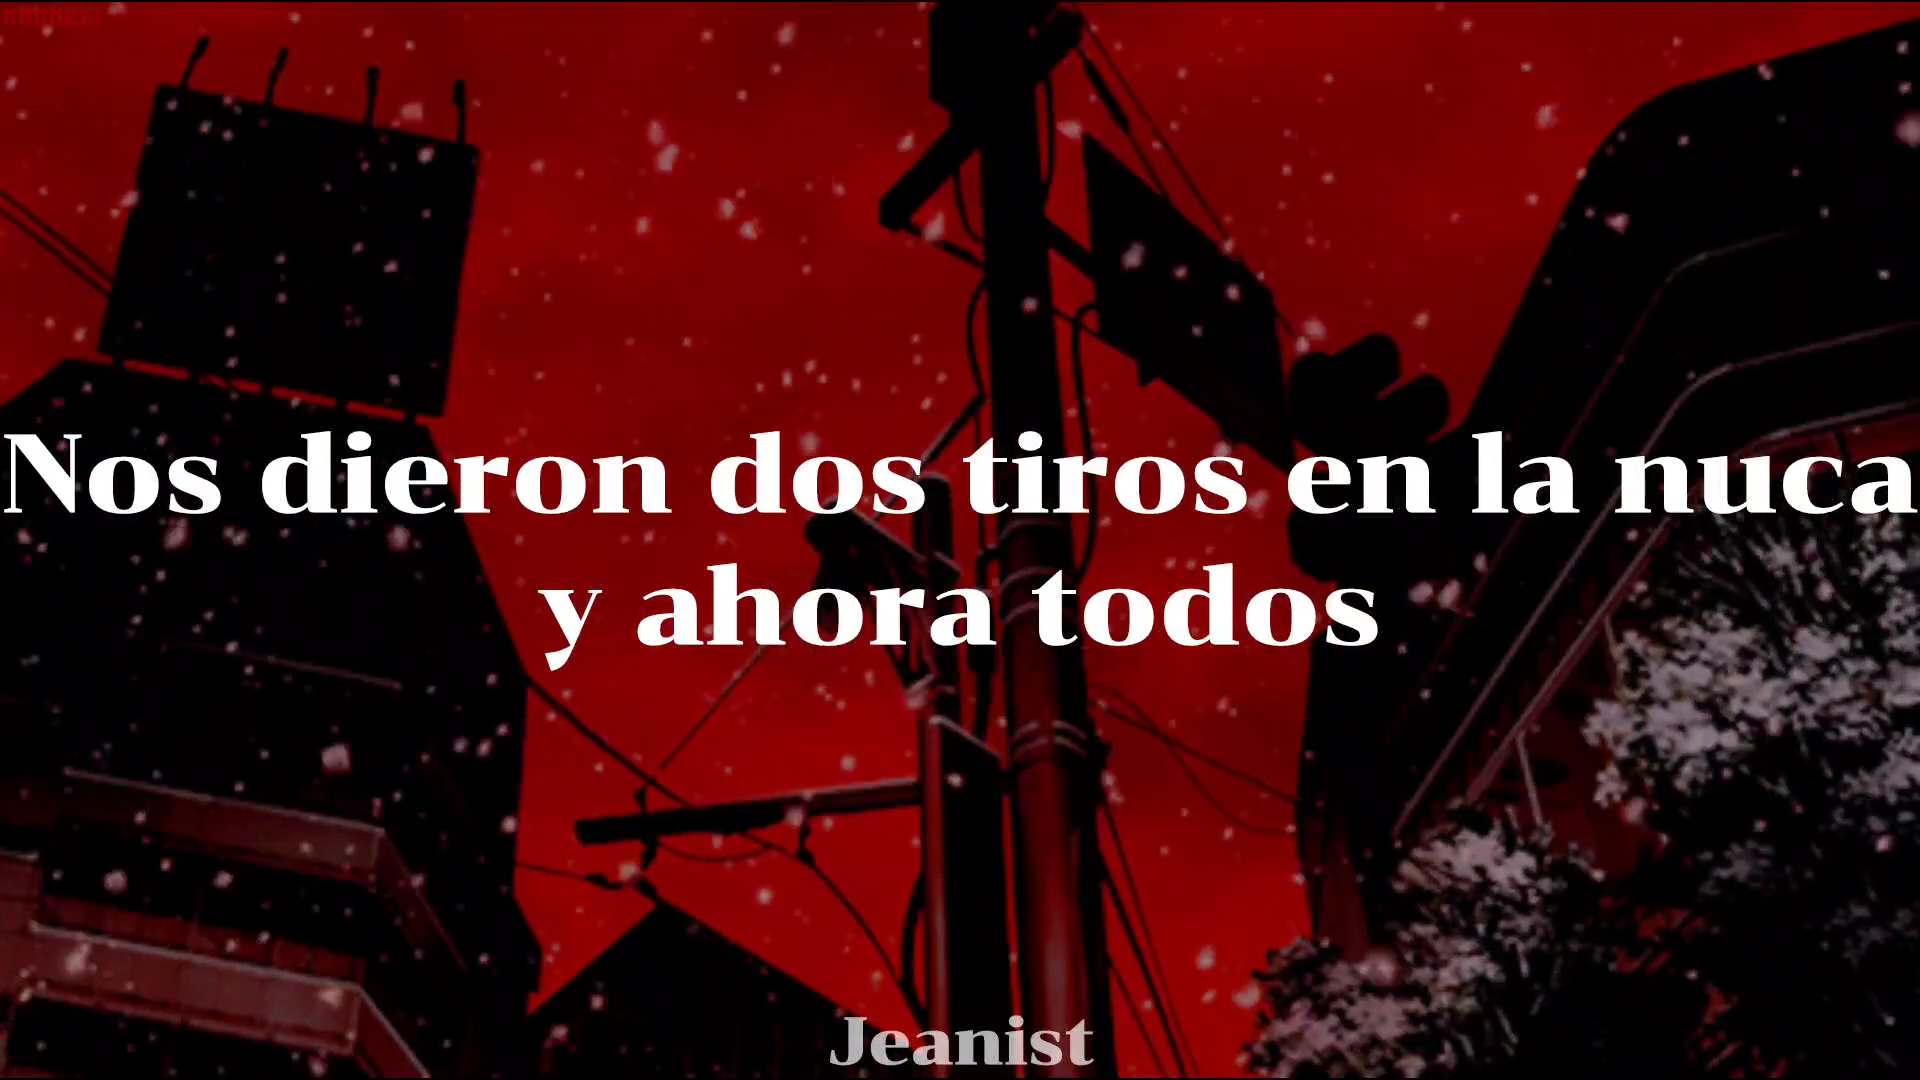 Nos dieron dos tiros en la nuca
y ahora todos
Jeanist